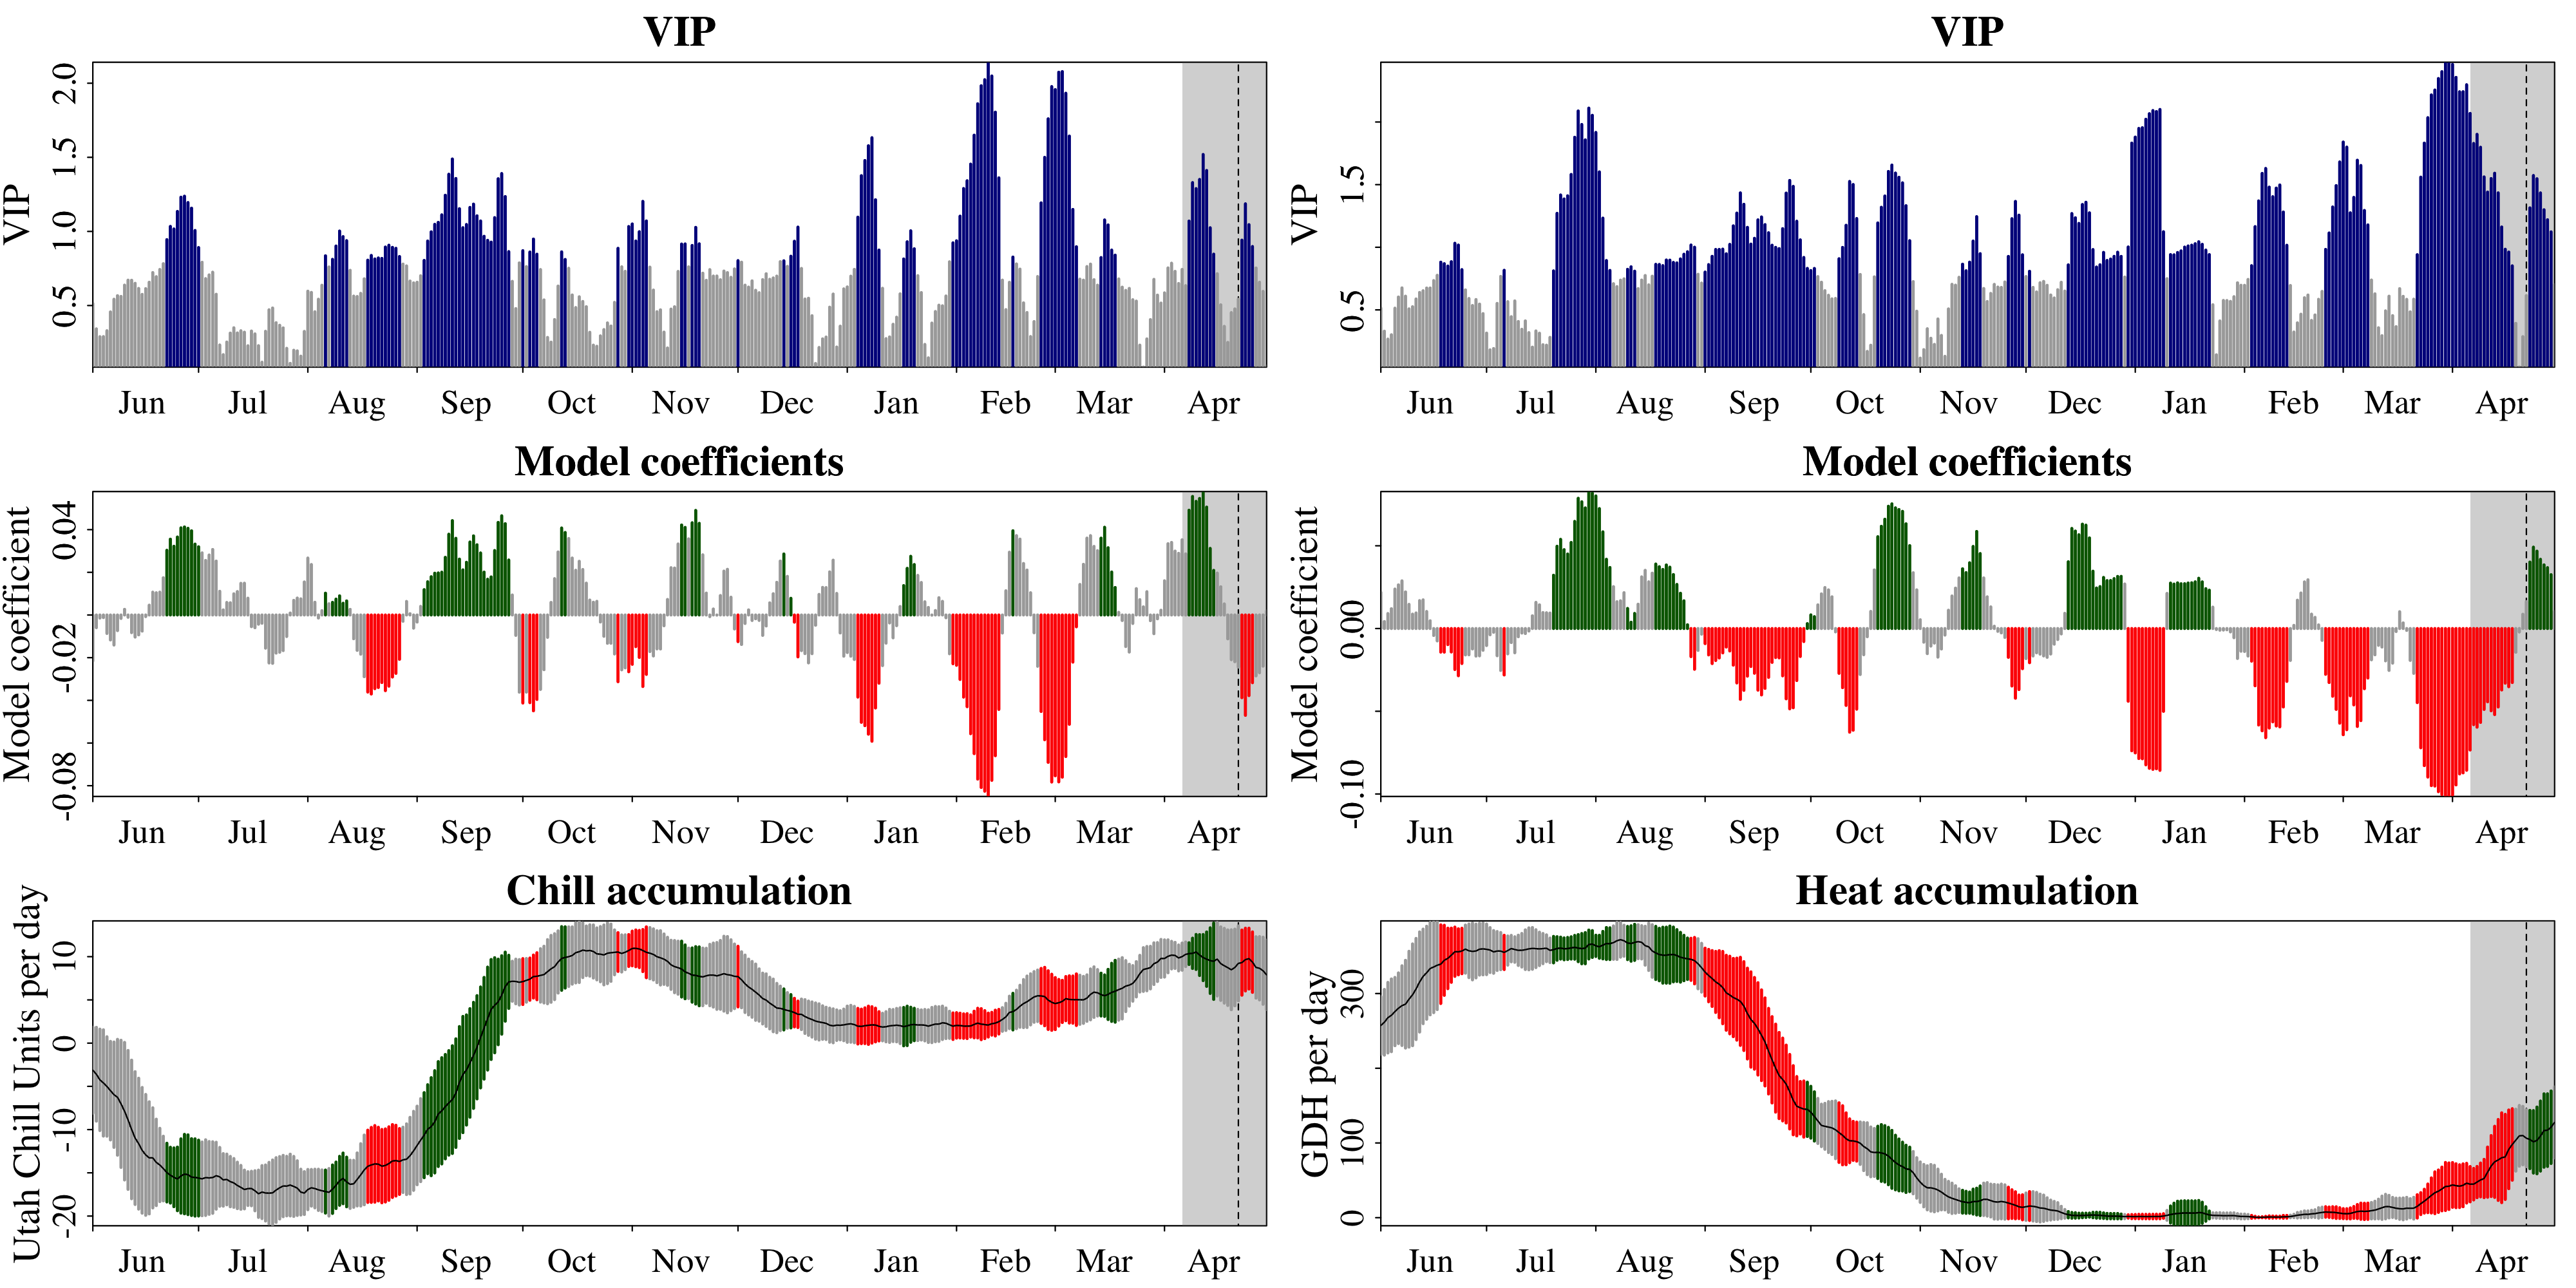 VIP
VIP
2.0
1.5
1.0
0.5
Jun Jul Aug Sep Oct Nov Dec Jan Feb Mar Apr
VIP
VIP
1.5
0.5
Jun Jul Aug Sep Oct Nov Dec Jan Feb Mar Apr
Model coefficients
Model coefficient
0.04
-0.02
-0.08
Jun Jul Aug Sep Oct Nov Dec Jan Feb Mar Apr
Model coefficients
Model coefficient
0.00
-0.10
Jun Jul Aug Sep Oct Nov Dec Jan Feb Mar Apr
Chill accumulation
Utah Chill Units per day
10
0
-10
-20
Jun Jul Aug Sep Oct Nov Dec Jan Feb Mar Apr
Heat accumulation
GDH per day
300
100
0
Jun Jul Aug Sep Oct Nov Dec Jan Feb Mar Apr